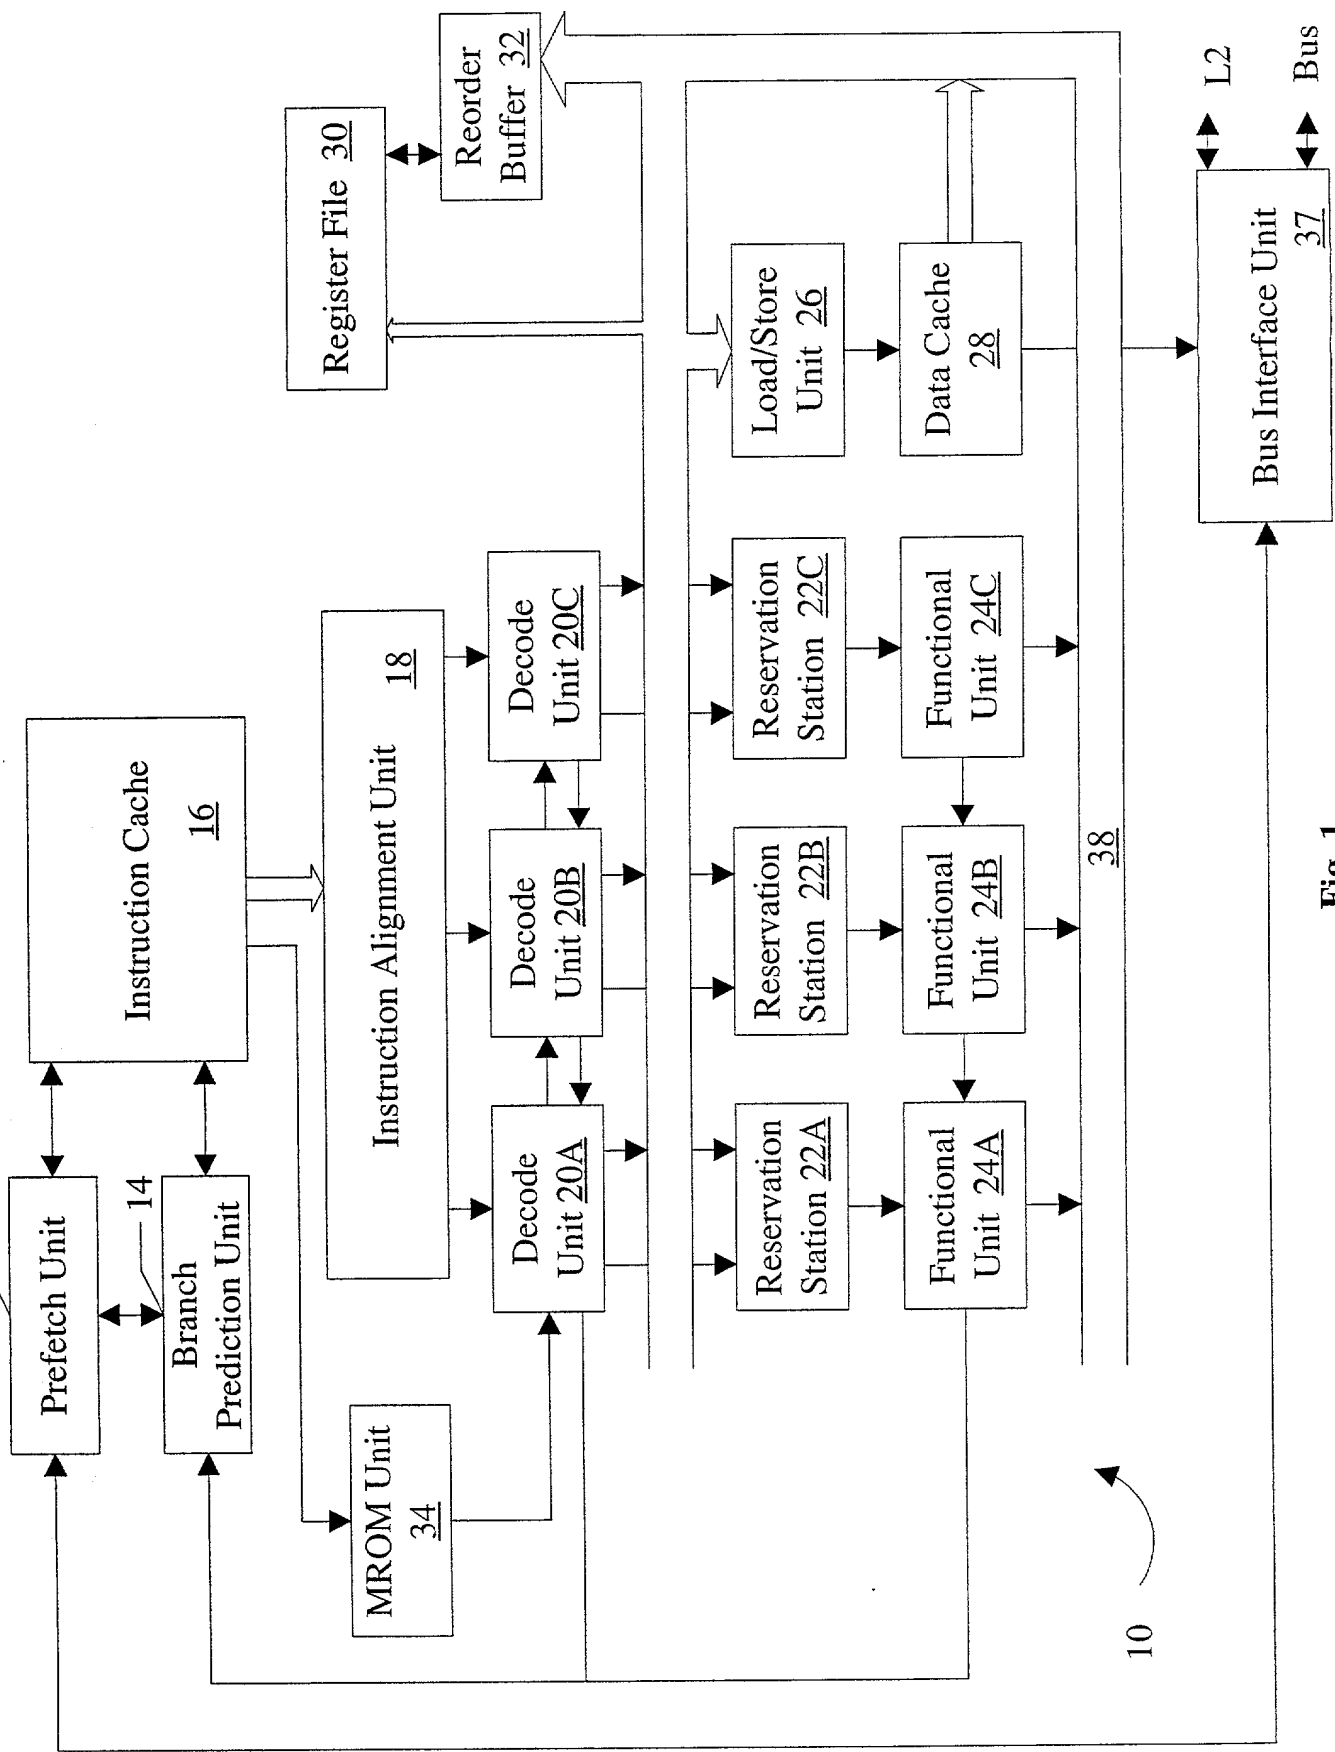 Prefetch Unit
14
Branch
Prediction Unit
Instruction Cache
16
Register File 30
Reorder
Buffer 32
MROM Unit
34
Instruction Alignment Unit
18
Decode
Unit 20A
Decode
Unit 20B
Decode
Unit 20C
Reservation
Station 22A
Reservation
Station 22B
Reservation
Station 22C
Load/Store
Unit 26
Functional
Unit 24A
Functional
Unit 24B
Functional
Unit 24C
Data Cache
28
38
10
Bus Interface Unit
37
L2
Bus
Fig. 1